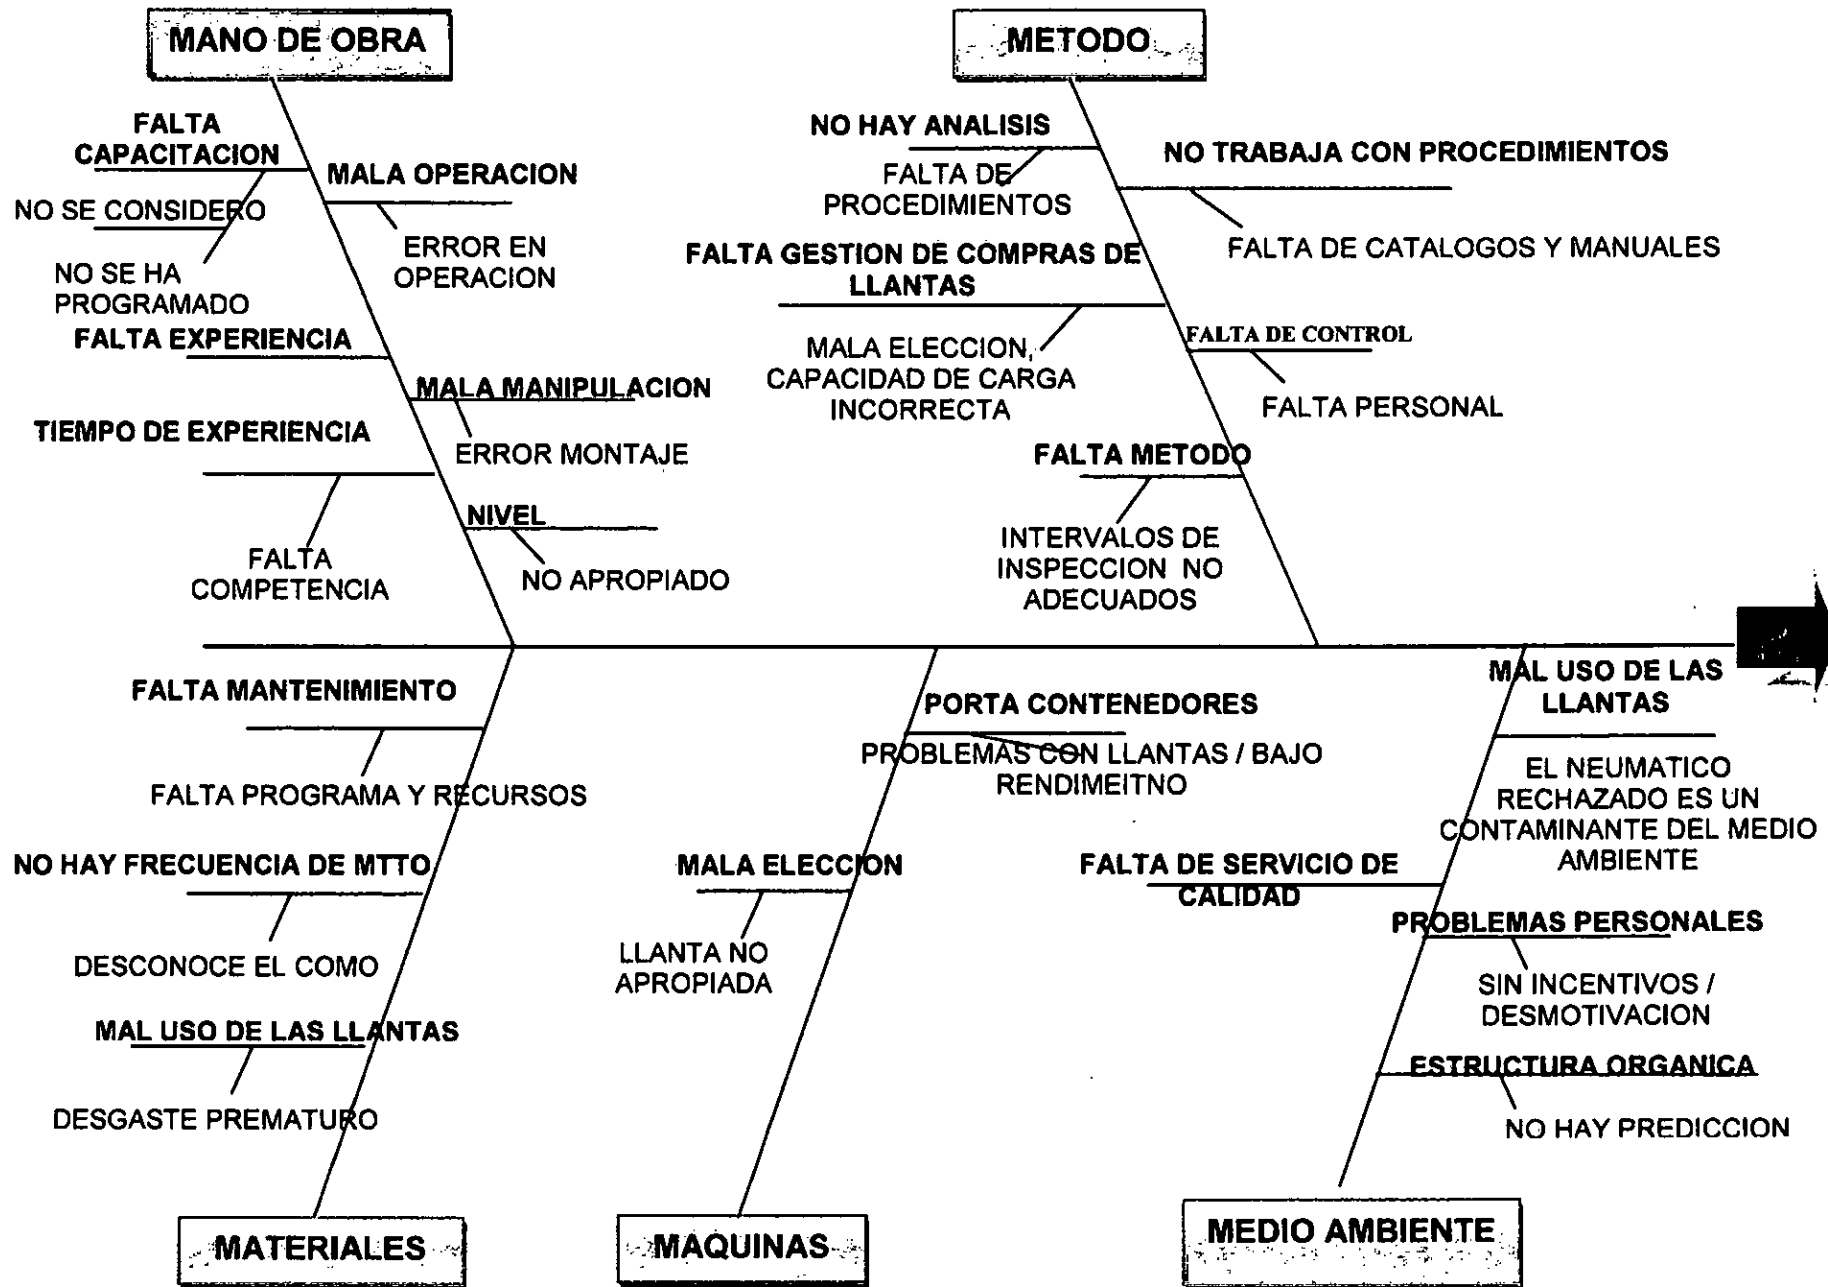 MANO DE OBRA
METODO
FALTA
CAPACITACION
NO SE CONSIDERO
NO SE HA
PROGRAMADO
MALA OPERACION
ERROR EN
OPERACION
FALTA EXPERIENCIA
MALA MANIPULACION
ERROR MONTAJE
TIEMPO DE EXPERIENCIA
FALTA
COMPETENCIA
NIVEL
NO APROPIADO
NO HAY ANALISIS
FALTA DE
PROCEDIMIENTOS
NO TRABAJA CON PROCEDIMIENTOS
FALTA DE CATALOGOS Y MANUALES
FALTA GESTION DE COMPRAS DE
LLANTAS
MALA ELECCION,
CAPACIDAD DE CARGA
INCORRECTA
FALTA DE CONTROL
FALTA PERSONAL
FALTA METODO
INTERVALOS DE
INSPECCION NO
ADECUADOS
FALTA MANTENIMIENTO
FALTA PROGRAMA Y RECURSOS
NO HAY FRECUENCIA DE MTTO
DESCONOCE EL COMO
MAL USO DE LAS LLANTAS
DESGASTE PREMATURO
PORTA CONTENEDORES
PROBLEMAS CON LLANTAS / BAJO
RENDIMEITNO
MALA ELECCION
LLANTA NO
APROPIADA
MAL USO DE LAS
LLANTAS
EL NEUMATICO
RECHAZADO ES UN
CONTAMINANTE DEL MEDIO
AMBIENTE
FALTA DE SERVICIO DE
CALIDAD
PROBLEMAS PERSONALES
SIN INCENTIVOS /
DESMOTIVACION
ESTRUCTURA ORGANICA
NO HAY PREDICCION
MATERIALES
MAQUINAS
MEDIO AMBIENTE